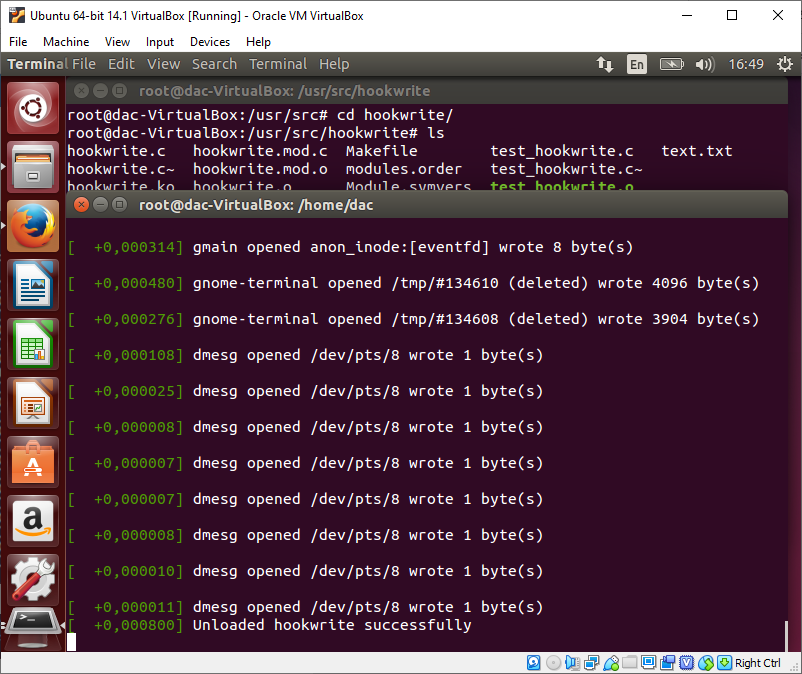 Ubuntu 64-bit 14.1 VirtualBox [Running] - Oracle VM VirtualBox
File Machine View Input Devices Help
Terminal File Edit View Search Terminal Help En 16:49
root@dac-VirtualBox: /usr/src/hookwrite
root@dac-VirtualBox:/usr/src# cd hookwrite/
root@dac-VirtualBox:/usr/src/hookwrite# ls
hookwrite.c hookwrite.mod.c Makefile test_hookwrite.c text.txt
hookwrite.c~ hookwrite.mod.o modules.order test_hookwrite.c~
hookwrite.ko hookwrite.o Module.symvers test_hookwrite.o
root@dac-VirtualBox: /home/dac
[ +0,000314] gmain opened anon_inode:[eventfd] wrote 8 byte(s)
[ +0,000480] gnome-terminal opened /tmp/#134610 (deleted) wrote 4096 byte(s)
[ +0,000276] gnome-terminal opened /tmp/#134608 (deleted) wrote 3904 byte(s)
[ +0,000108] dmesg opened /dev/pts/8 wrote 1 byte(s)
[ +0,000025] dmesg opened /dev/pts/8 wrote 1 byte(s)
[ +0,000008] dmesg opened /dev/pts/8 wrote 1 byte(s)
[ +0,000007] dmesg opened /dev/pts/8 wrote 1 byte(s)
[ +0,000007] dmesg opened /dev/pts/8 wrote 1 byte(s)
[ +0,000008] dmesg opened /dev/pts/8 wrote 1 byte(s)
[ +0,000010] dmesg opened /dev/pts/8 wrote 1 byte(s)
[ +0,000011] dmesg opened /dev/pts/8 wrote 1 byte(s)
[ +0,000800] Unloaded hookwrite successfully
Right Ctrl